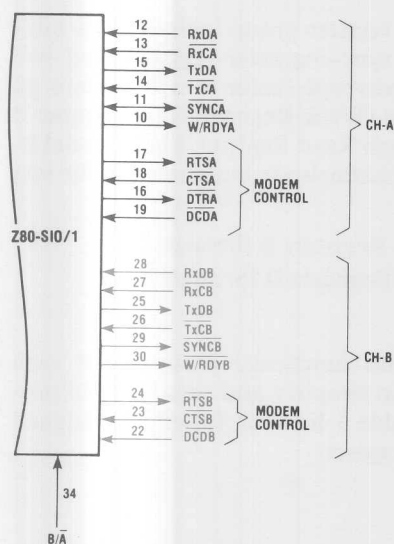 12 RxDA
13 RxCA
15 TxDA
14 TxCA
11 SYNCA
10 W/RDYA
CH-A
17 RTSA
18 CTSA
16 DTRA
19 DCDA
MODEM
CONTROL
Z80-SIO/1
28 RxDB
27 RxCB
25 TxDB
26 TxCB
29 SYNCB
30 W/RDYB
CH-B
24 RTSB
23 CTSB
22 DCDB
MODEM
CONTROL
34
B/A